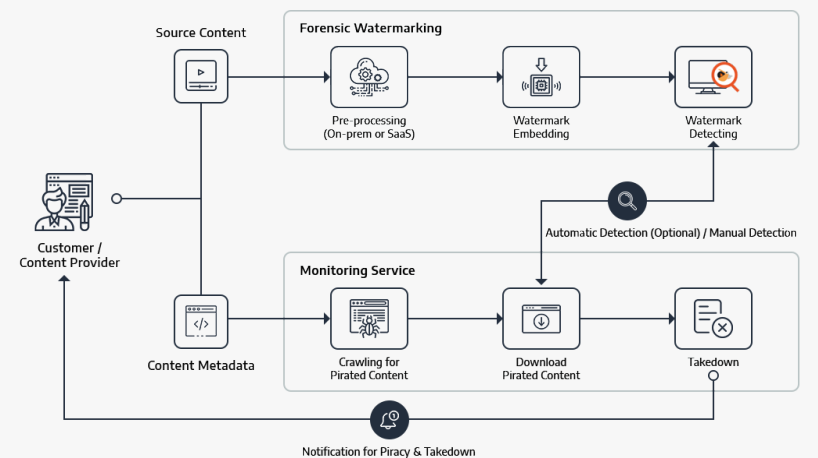 Source Content
Forensic Watermarking
Pre-processing
(On-prem or SaaS)
Watermark
Embedding
Watermark
Detecting
Customer /
Content Provider
Automatic Detection (Optional) / Manual Detection
Monitoring Service
Content Metadata
Crawling for
Pirated Content
Download
Pirated Content
Takedown
1
Notification for Piracy & Takedown